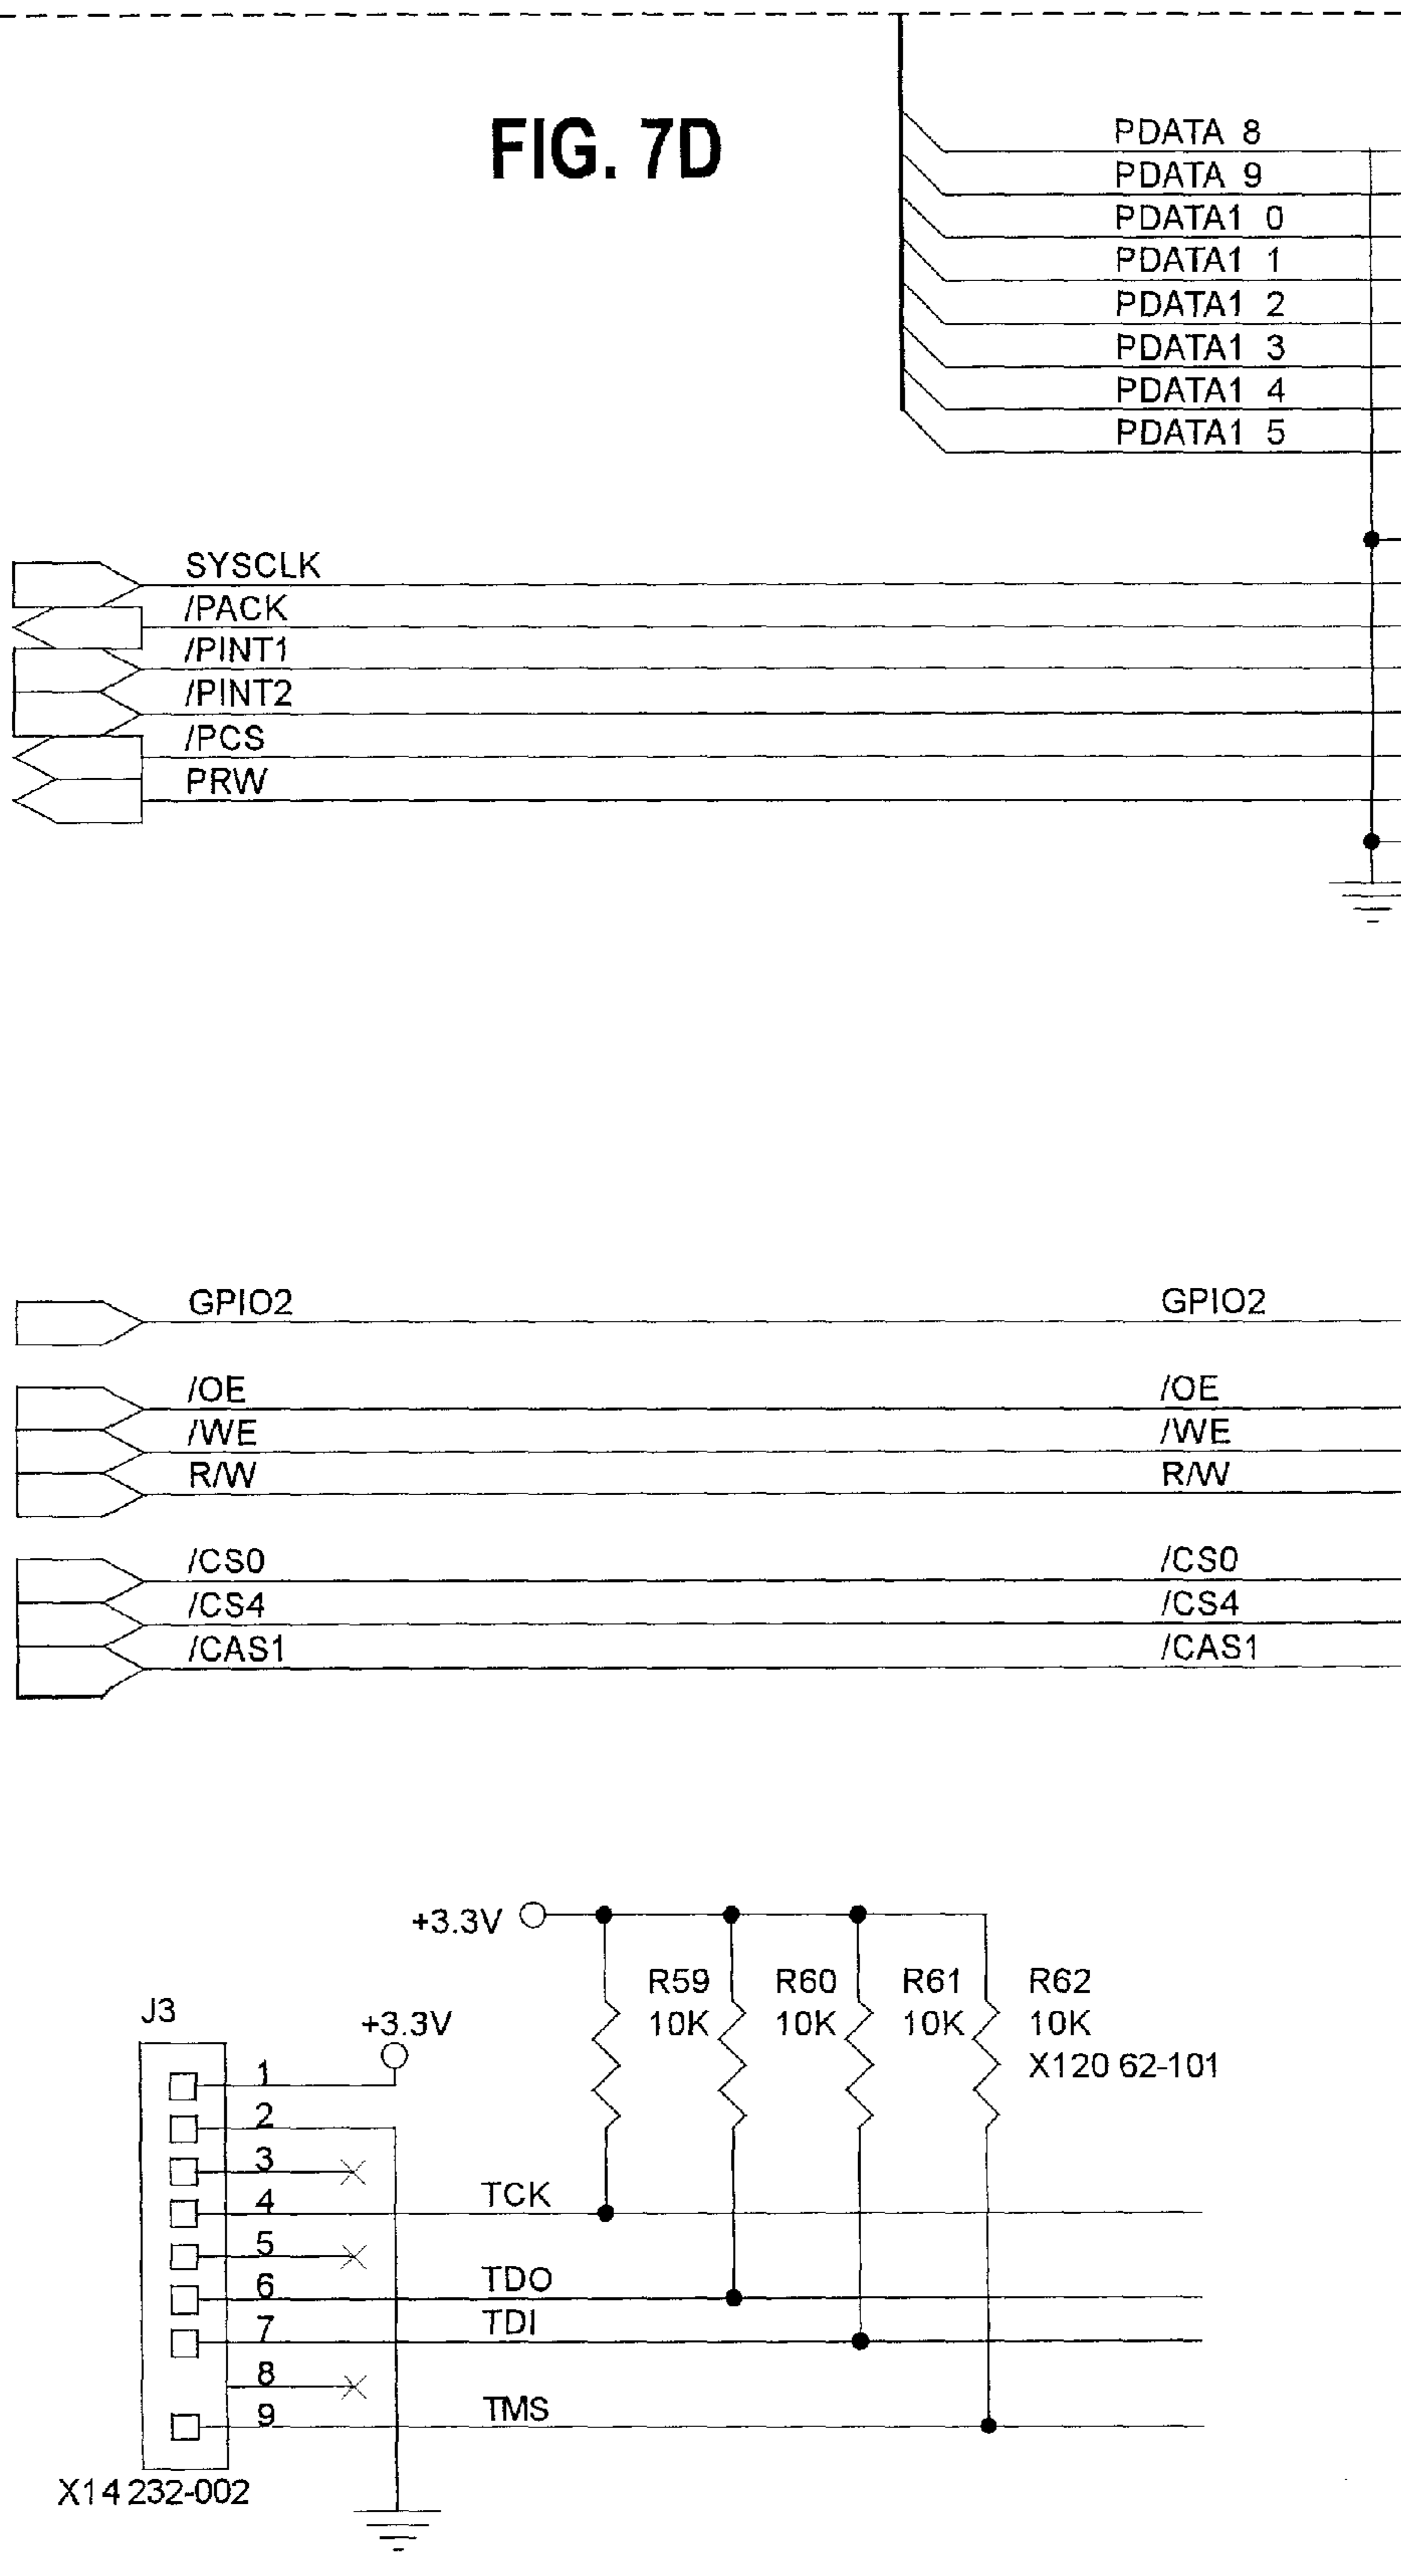 FIG. 7D
PDATA 8
PDATA 9
PDATA1 0
PDATA1 1
PDATA1 2
PDATA1 3
PDATA1 4
PDATA1 5
SYSCLK
/PACK
/PINT1
/PINT2
/PCS
PRW
GPIO2 GPIO2
/OE /OE
/WE /WE
R/W R/W
/CS0 /CS0
/CS4 /CS4
/CAS1 /CAS1
+3.3V
R59 R60 R61 R62
10K 10K 10K 10K
X120 62-101
J3
+3.3V
1
2
3
4 TCK
5
6 TDO
7 TDI
8
9 TMS
X14 232-002